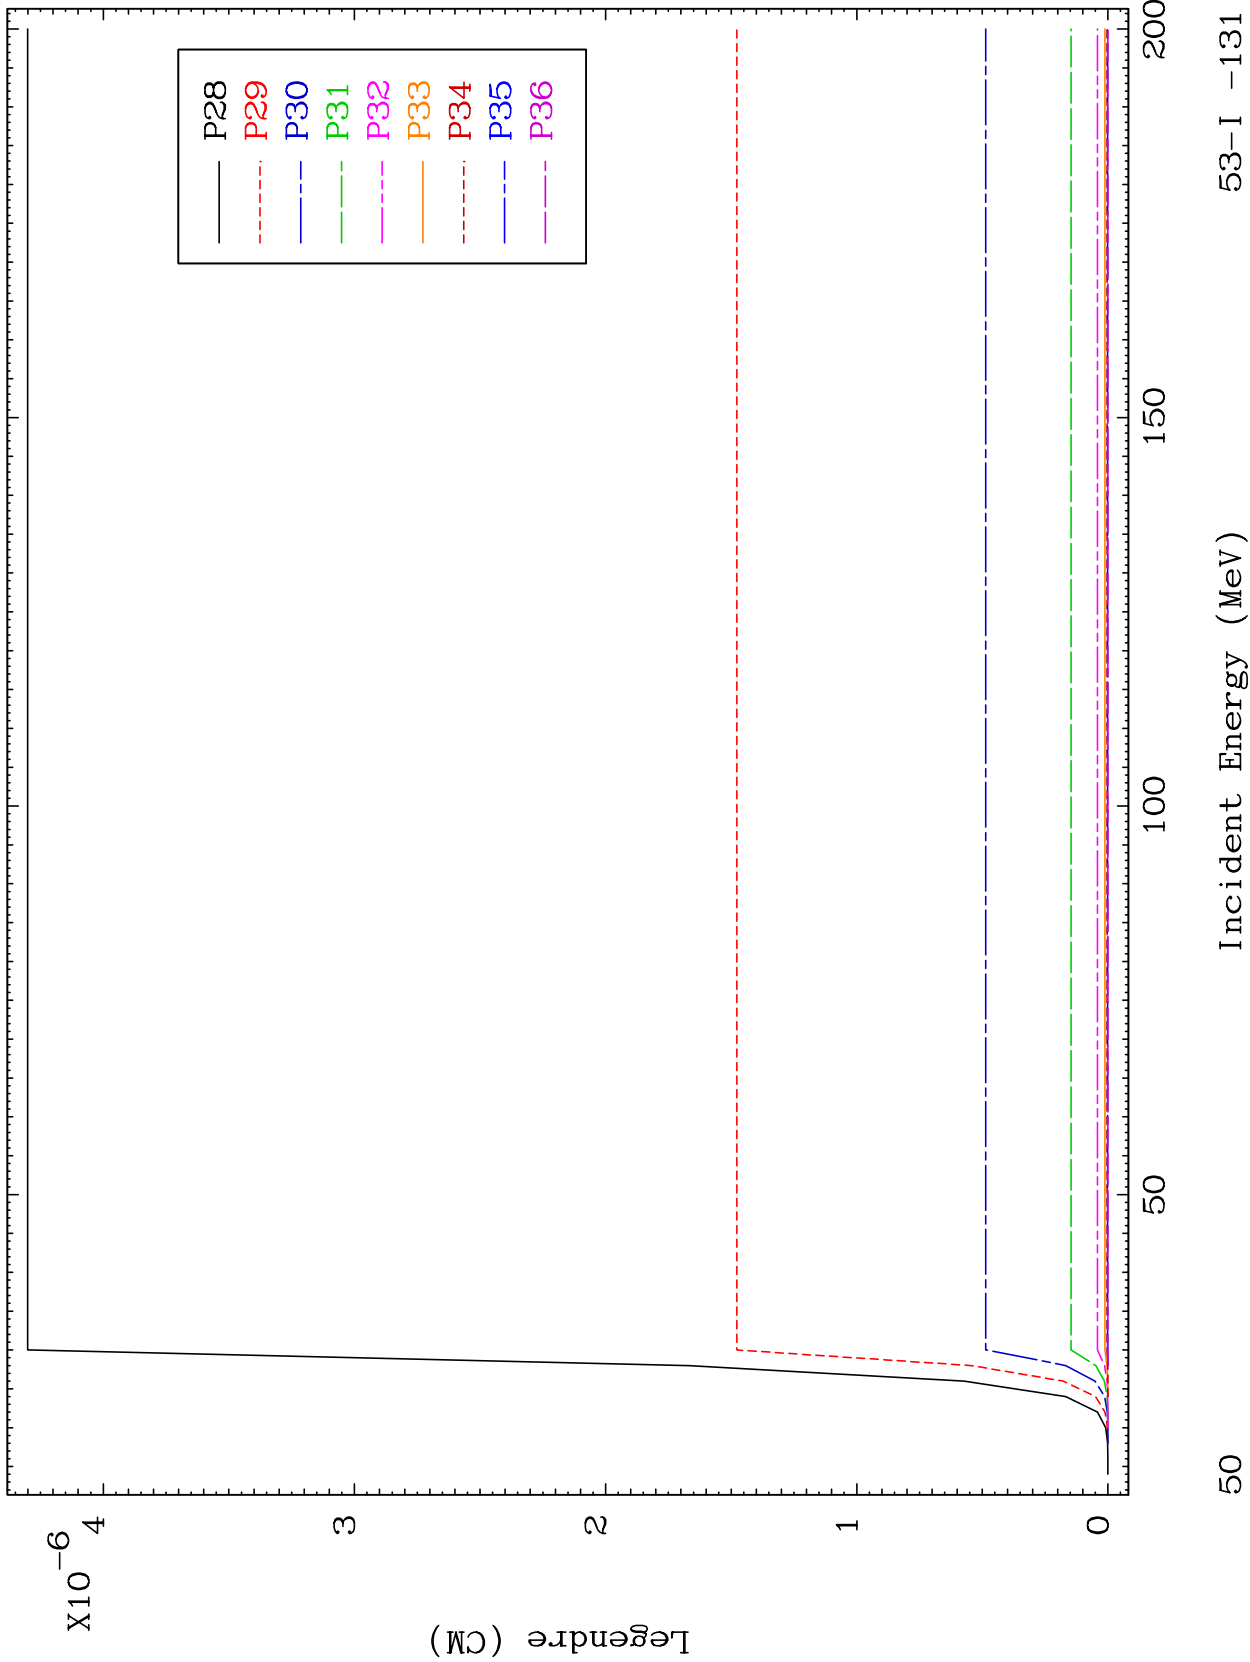 X10^-6
4
3
2
1
0
Legendre (CM)
P28
P29
P30
P31
P32
P33
P34
P35
P36
50
100
150
200
Incident Energy (MeV)
50
53-I -131